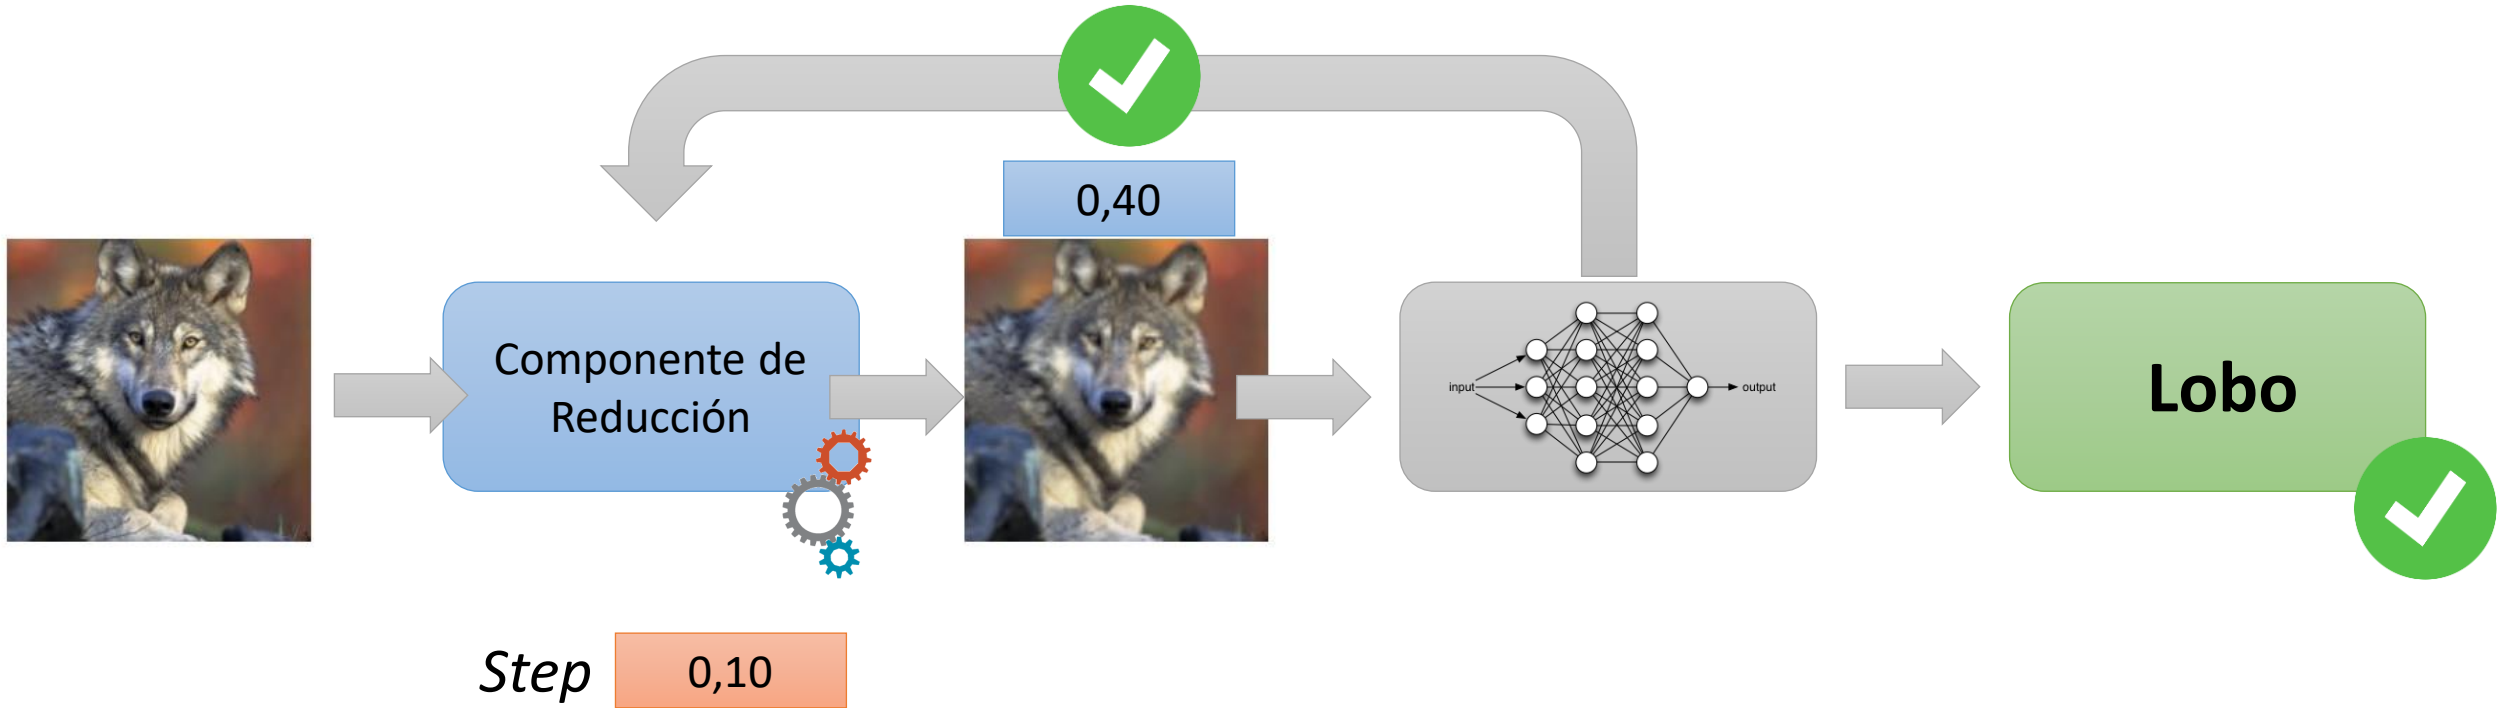 0,40
Componente de
Reducción
input
output
Lobo
Step
0,10